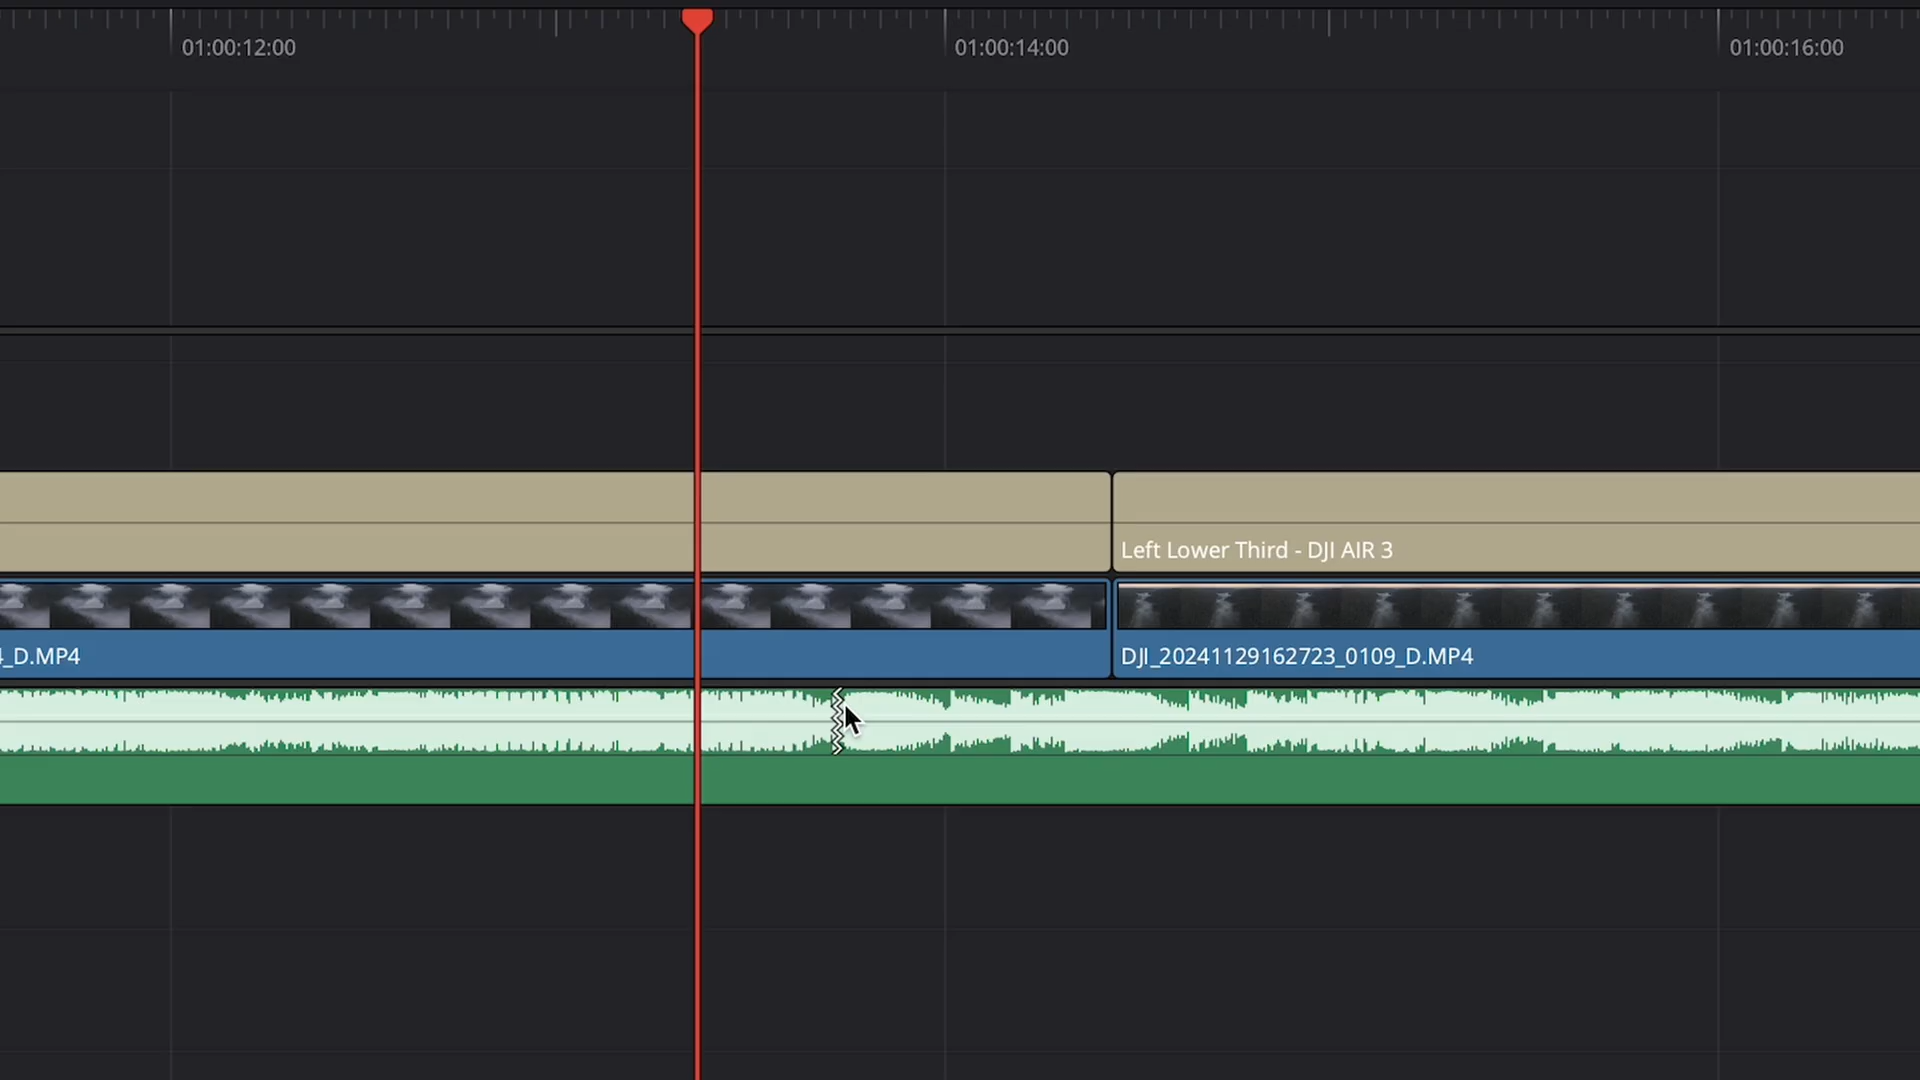 01:00:12:00
01:00:14:00
01:00:16:00
Left Lower Third - DJI AIR 3
_D.MP4
DJI_20241129162723_0109_D.MP4